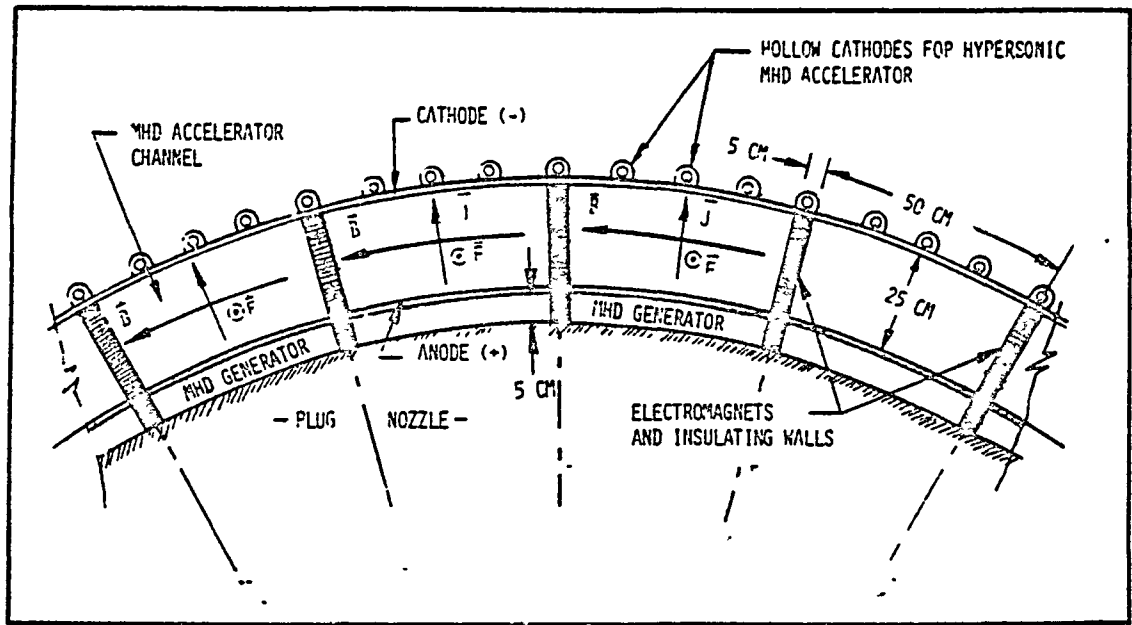 HOLLOW CATHODES FOP HYPERSONIC
MHD ACCELERATOR
CATHODE (-)
MHD ACCELERATOR
CHANNEL
5 CM
50 CM
B
I
F
B
J
F
25 CM
B
F
MHD GENERATOR
MHD GENERATOR
ANODE (+)
5 CM
- PLUG NOZZLE -
ELECTROMAGNETS
AND INSULATING WALLS